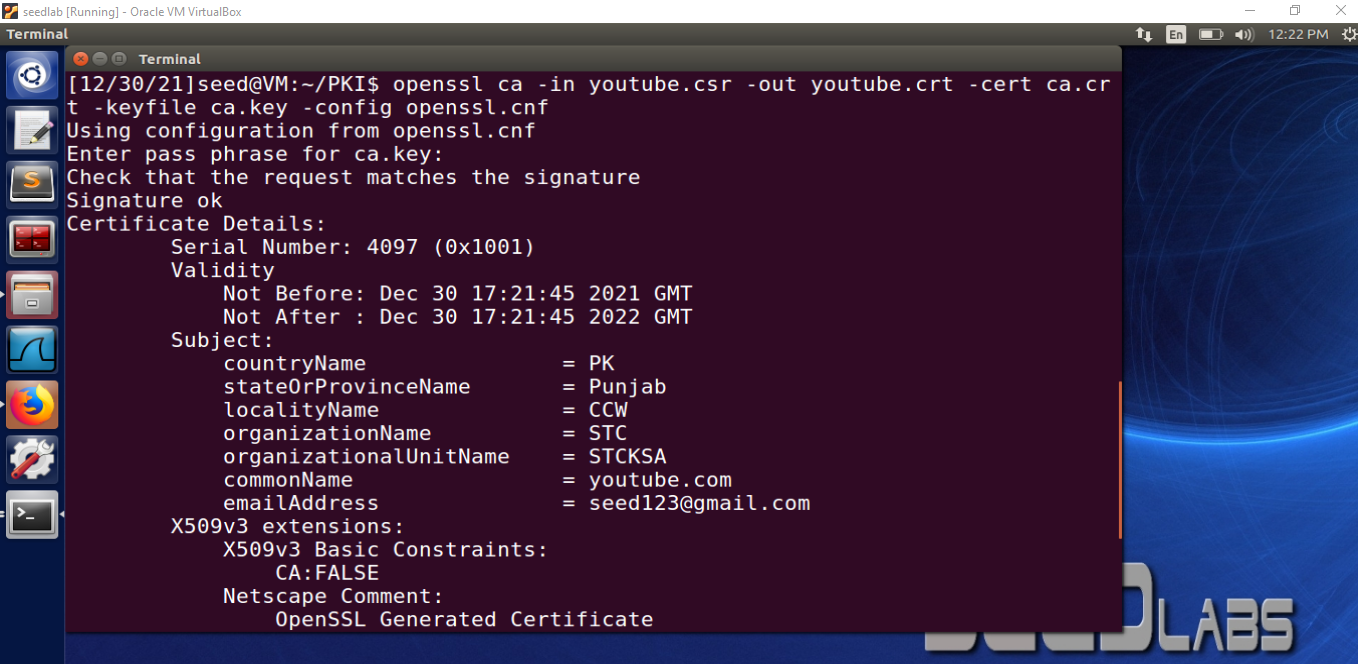 seedlab [Running] - Oracle VM VirtualBox
Terminal
En
12:22 PM
Terminal
[12/30/21]seed@VM:~/PKI$ openssl ca -in youtube.csr -out youtube.crt -cert ca.cr
t -keyfile ca.key -config openssl.cnf
Using configuration from openssl.cnf
Enter pass phrase for ca.key:
Check that the request matches the signature
Signature ok
Certificate Details:
        Serial Number: 4097 (0x1001)
        Validity
            Not Before: Dec 30 17:21:45 2021 GMT
            Not After : Dec 30 17:21:45 2022 GMT
        Subject:
            countryName               = PK
            stateOrProvinceName       = Punjab
            localityName              = CCW
            organizationName          = STC
            organizationalUnitName    = STCKSA
            commonName                = youtube.com
            emailAddress              = seed123@gmail.com
        X509v3 extensions:
            X509v3 Basic Constraints:
                CA:FALSE
            Netscape Comment:
                OpenSSL Generated Certificate
LABS